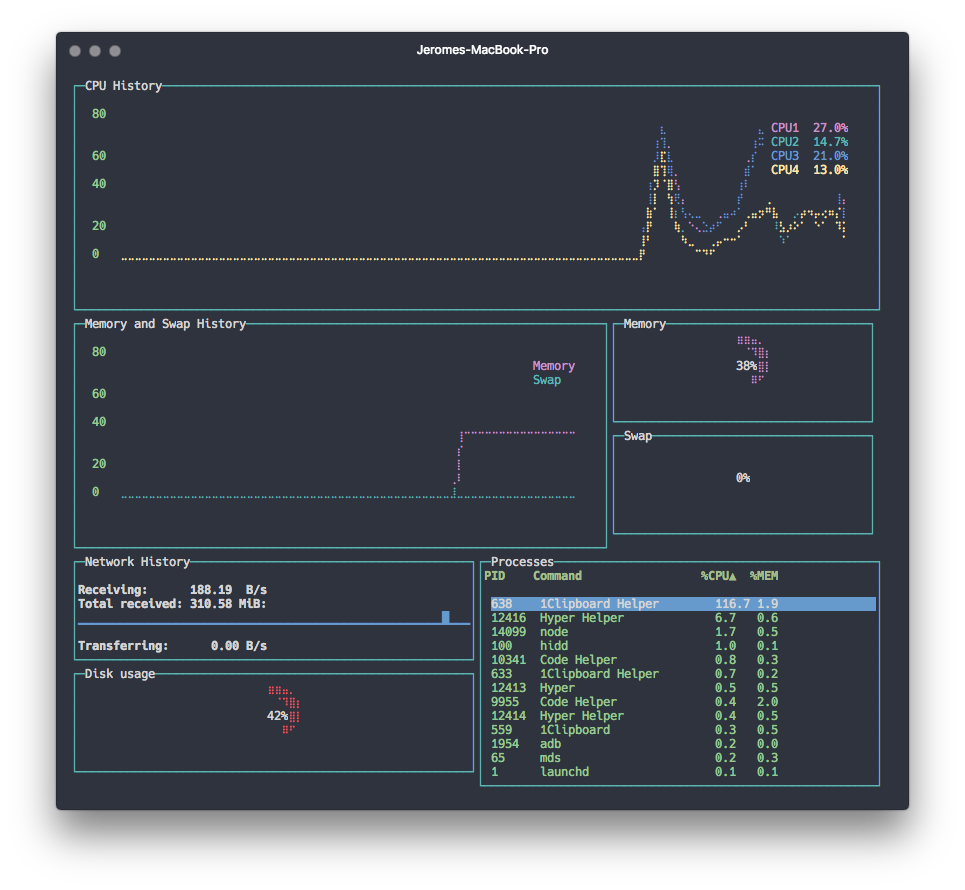 Jeromes-MacBook-Pro
CPU History
80
60
40
20
0
CPU1 27.0%
CPU2 14.7%
CPU3 21.0%
CPU4 13.0%
Memory and Swap History
80
60
40
20
0
Memory
Swap
Memory
38%
Swap
0%
Network History
Receiving: 188.19 B/s
Total received: 310.58 MiB:
Transferring: 0.00 B/s
Disk usage
42%
Processes
PID Command %CPU▲ %MEM
638 1Clipboard Helper 116.7 1.9
12416 Hyper Helper 6.7 0.6
14099 node 1.7 0.5
100 hidd 1.0 0.1
10341 Code Helper 0.8 0.3
633 1Clipboard Helper 0.7 0.2
12413 Hyper 0.5 0.5
9955 Code Helper 0.4 2.0
12414 Hyper Helper 0.4 0.5
559 1Clipboard 0.3 0.5
1954 adb 0.2 0.0
65 mds 0.2 0.3
1 launchd 0.1 0.1